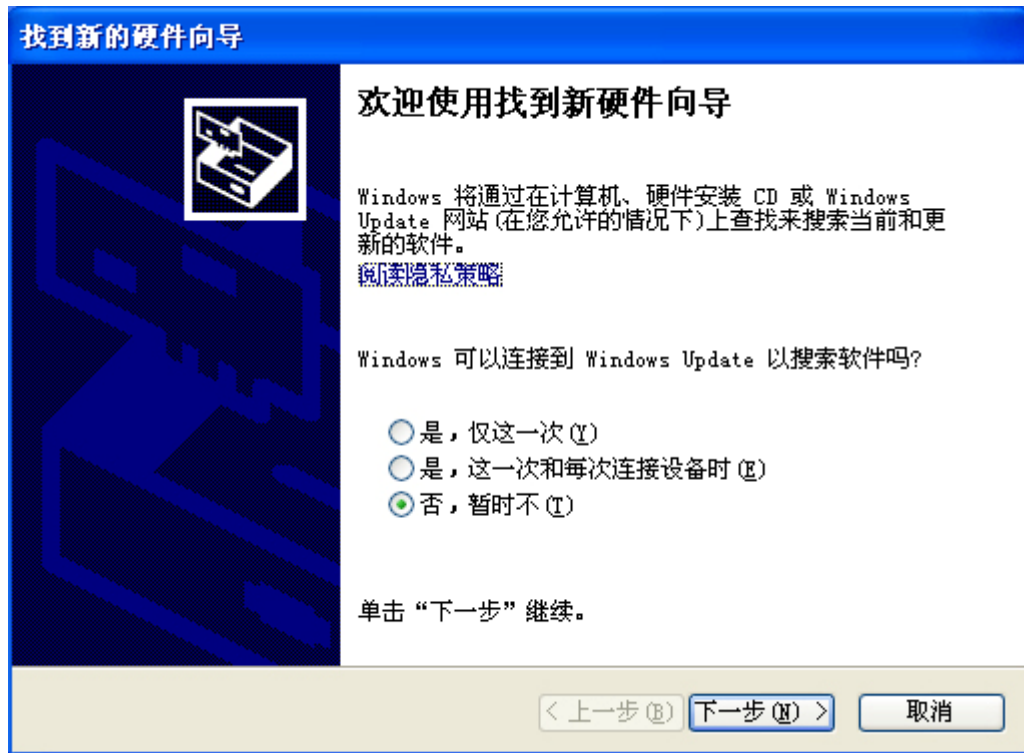 找到新的硬件向导
欢迎使用找到新硬件向导
Windows 将通过在计算机、硬件安装 CD 或 Windows
Update 网站(在您允许的情况下)上查找来搜索当前和更
新的软件。
阅读隐私策略
Windows 可以连接到 Windows Update 以搜索软件吗?
是，仅这一次(Y)
是，这一次和每次连接设备时(E)
否，暂时不(T)
单击“下一步”继续。
< 上一步(B) 下一步(N) > 取消